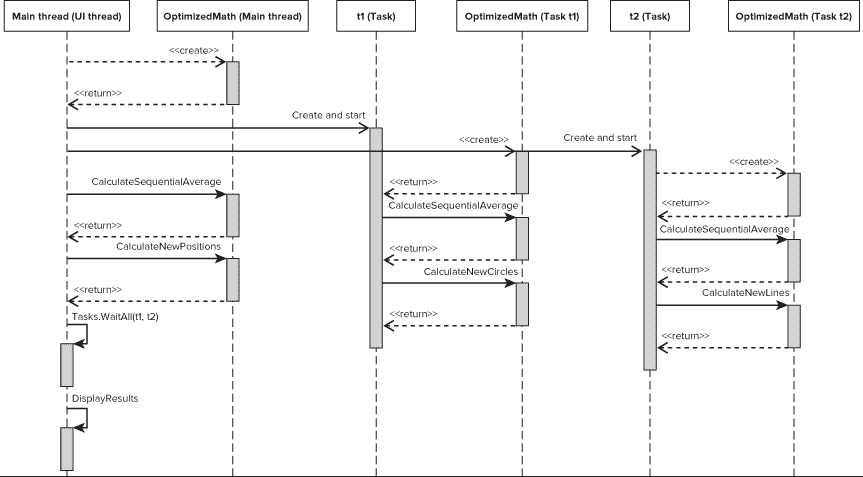 Main thread (UI thread)
OptimizedMath (Main thread)
t1 (Task)
OptimizedMath (Task t1)
t2 (Task)
OptimizedMath (Task t2)
<<create>>
<<return>>
Create and start
<<create>>
Create and start
<<create>>
CalculateSequentialAverage
<<return>>
<<return>>
CalculateSequentialAverage
<<return>>
CalculateSequentialAverage
CalculateNewPositions
<<return>>
<<return>>
CalculateNewCircles
<<return>>
CalculateNewLines
Tasks.WaitAll(t1, t2)
<<return>>
<<return>>
DisplayResults